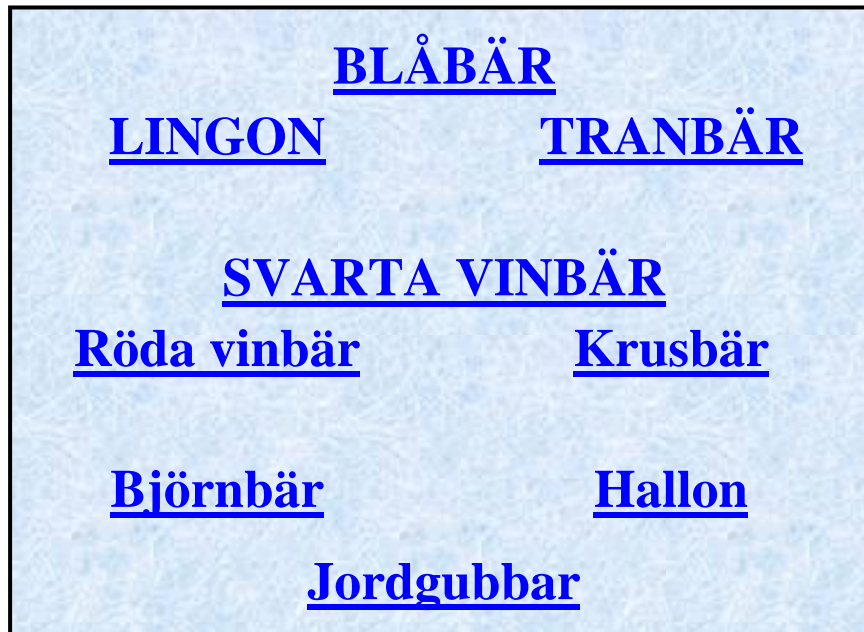 BLÅBÄR
LINGON TRANBÄR
SVARTA VINBÄR
Röda vinbär Krusbär
Björnbär Hallon
Jordgubbar